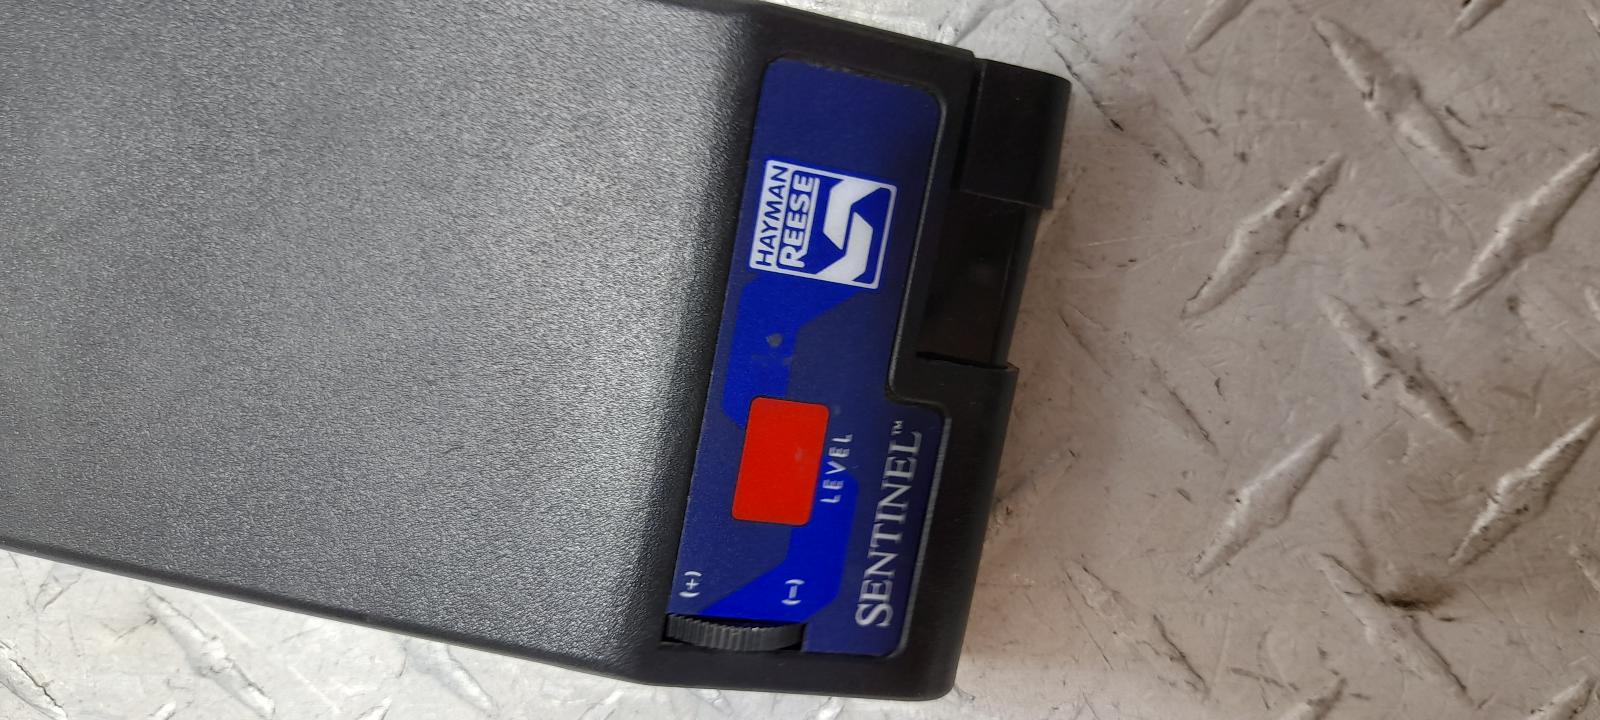 HAYMAN
REESE
LEVEL
SENTINEL™
(+)
(-)